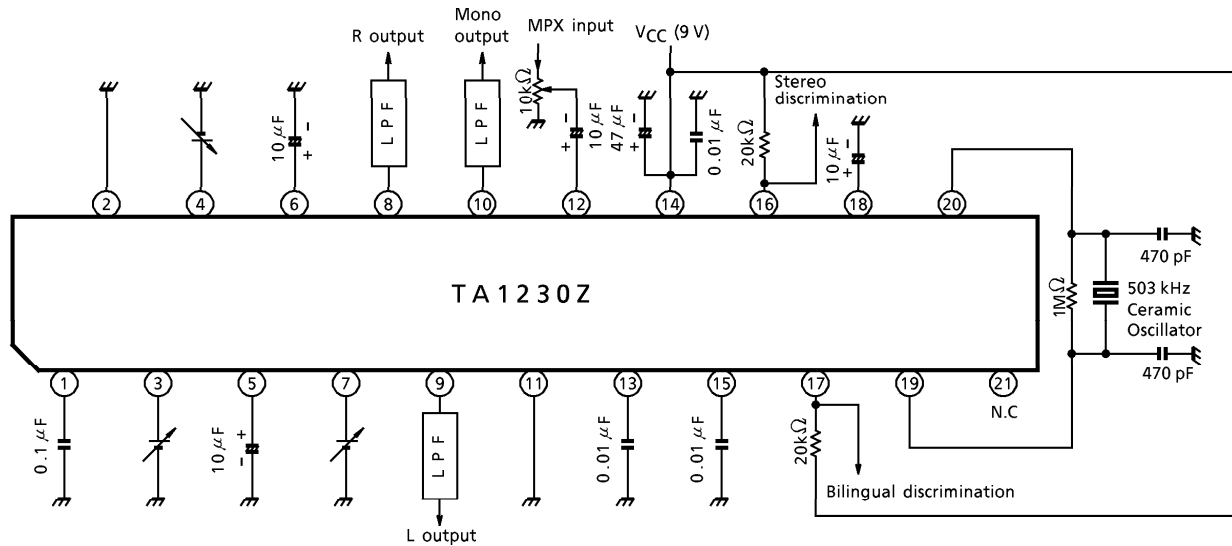 R output
Mono
output
MPX input
VCC (9 V)
Stereo
discrimination
10 μF
−
+
LPF
LPF
10kΩ
−
+
10 μF
47 μF
−
+
0.01 μF
20kΩ
10 μF
−
+
2
4
6
8
10
12
14
16
18
20
TA1230Z
470 pF
1MΩ
503 kHz
Ceramic
Oscillator
470 pF
1
3
5
7
9
11
13
15
17
19
21
N.C
0.1 μF
10 μF
+
−
LPF
0.01 μF
0.01 μF
20kΩ
Bilingual discrimination
L output